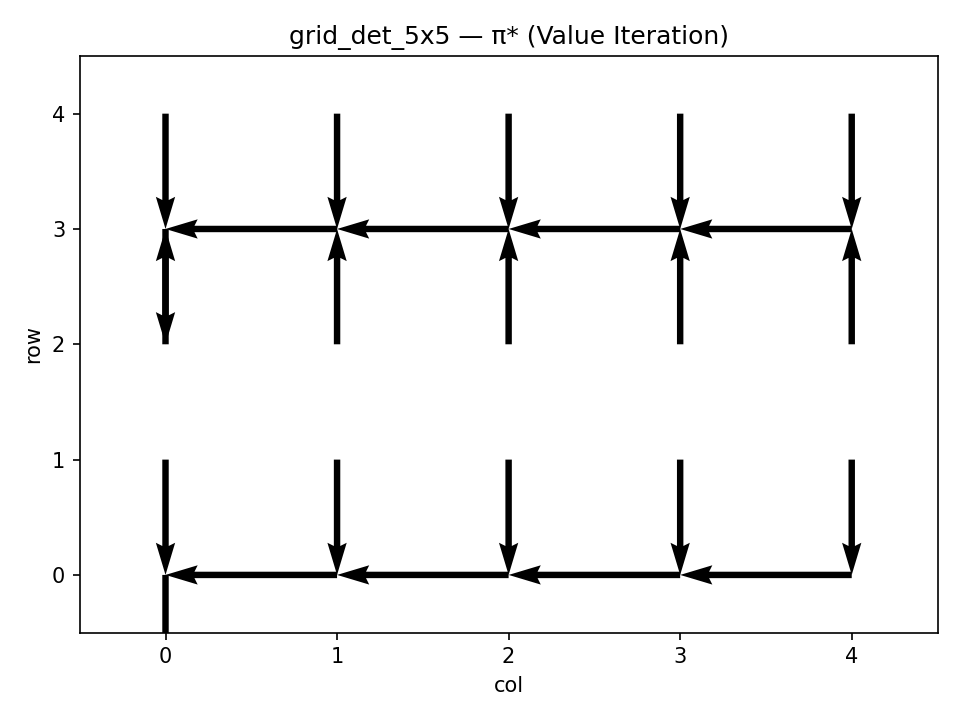 grid_det_5x5 — π* (Value Iteration)
4
3
2
1
0
row
0 1 2 3 4
col